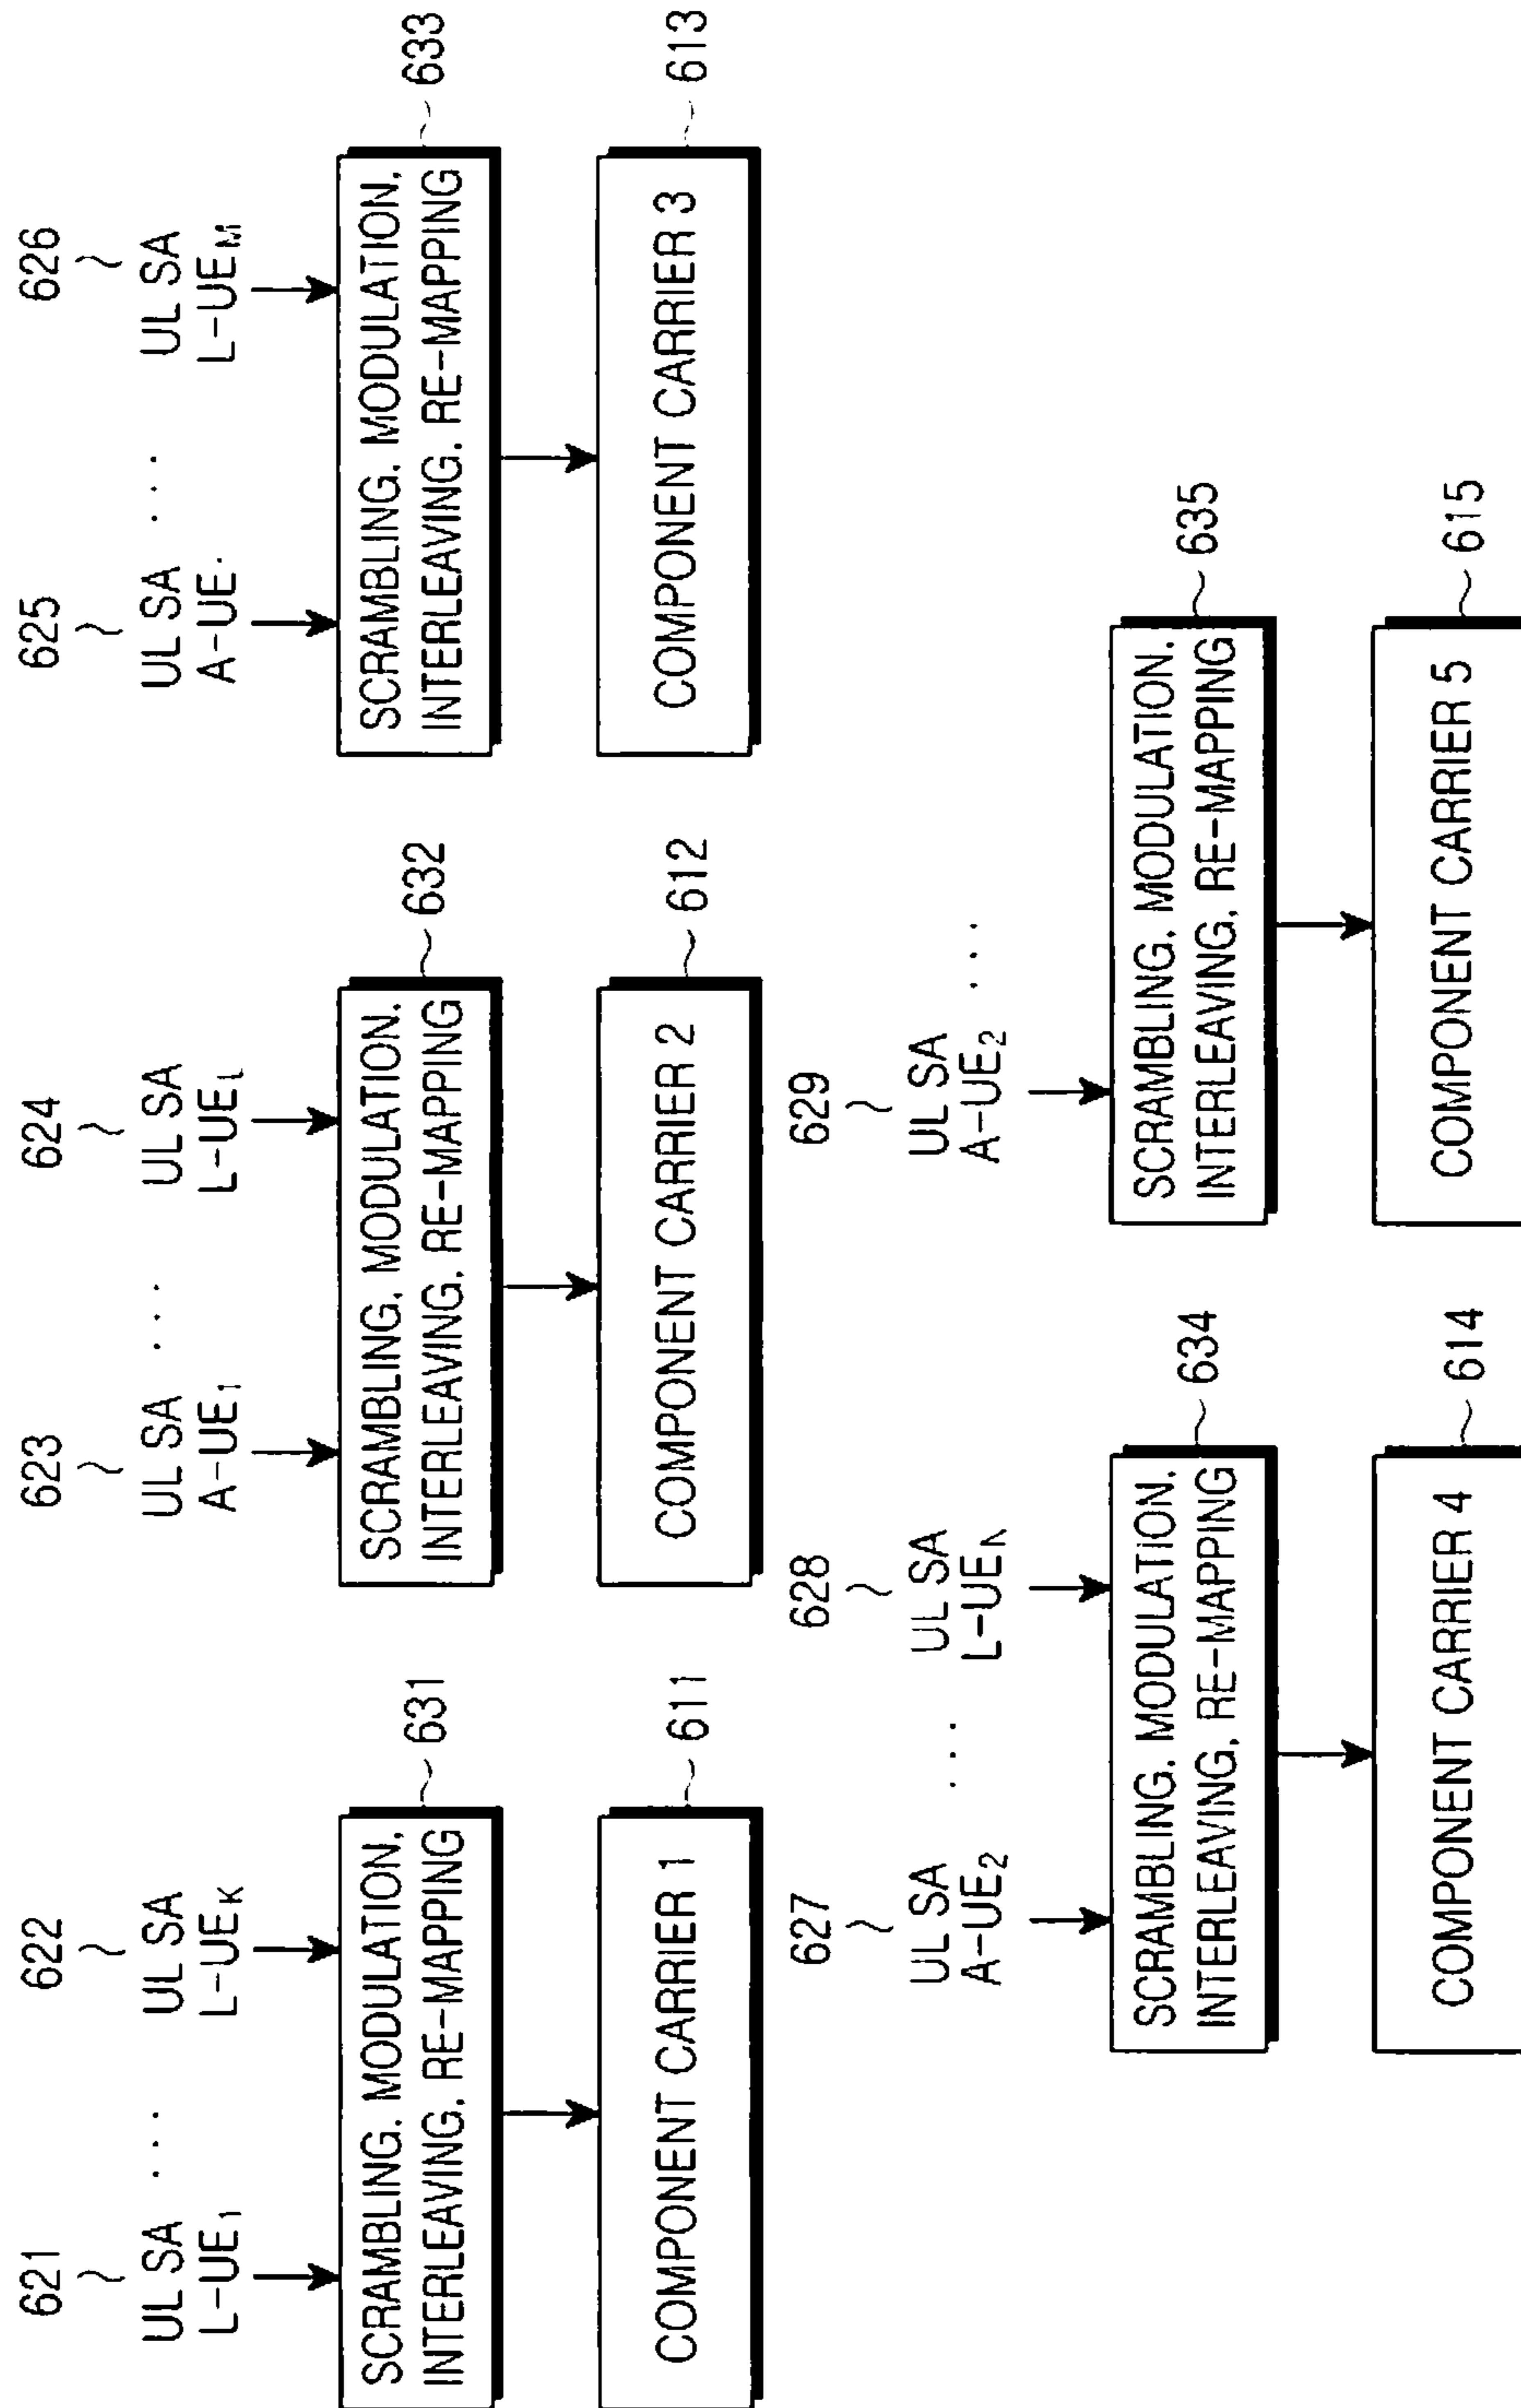 621
622
UL SA ... UL SA
L-UE₁ L-UE_K
SCRAMBLING, MODULATION,
INTERLEAVING, RE-MAPPING
631
COMPONENT CARRIER 1
611
623
624
UL SA ... UL SA
A-UE₁ L-UE_L
SCRAMBLING, MODULATION,
INTERLEAVING, RE-MAPPING
632
COMPONENT CARRIER 2
612
625
626
UL SA ... UL SA
A-UE L-UE_M
SCRAMBLING, MODULATION,
INTERLEAVING, RE-MAPPING
633
COMPONENT CARRIER 3
613
627
628
UL SA ... UL SA
A-UE₂ L-UE
SCRAMBLING, MODULATION,
INTERLEAVING, RE-MAPPING
634
COMPONENT CARRIER 4
614
629
UL SA ...
A-UE₂
SCRAMBLING, MODULATION,
INTERLEAVING, RE-MAPPING
635
COMPONENT CARRIER 5
615